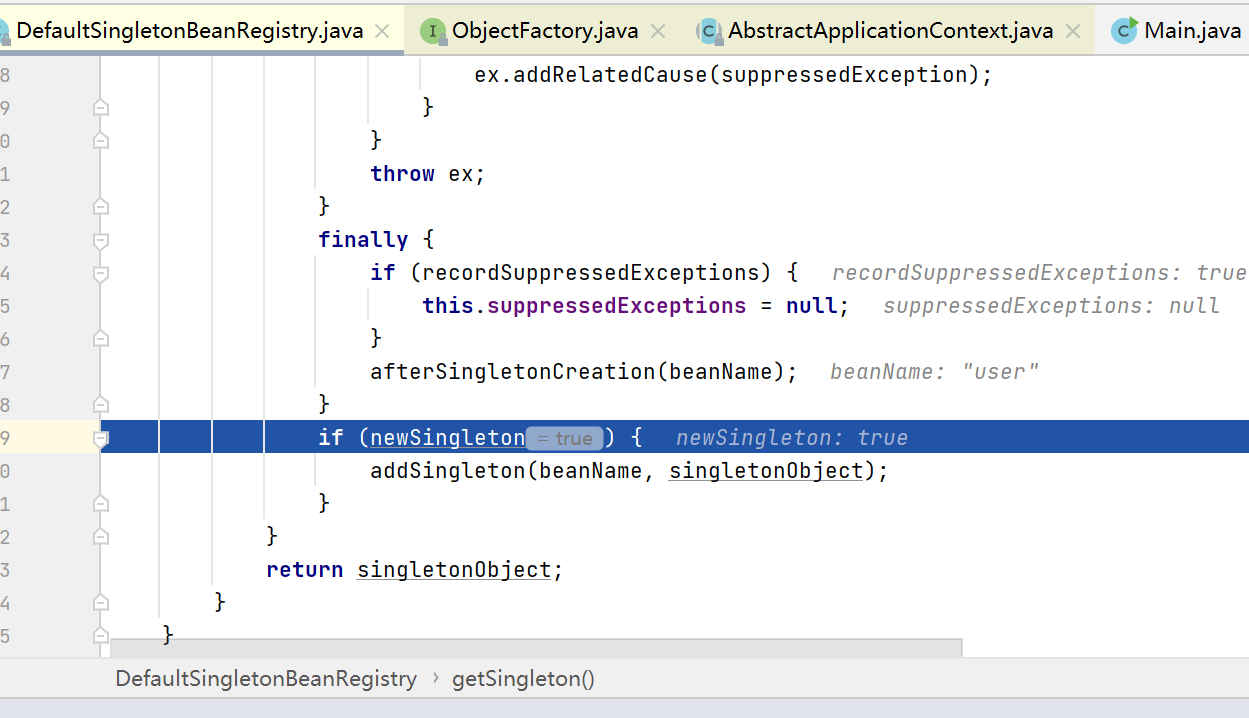 DefaultSingletonBeanRegistry.java ObjectFactory.java AbstractApplicationContext.java Main.java
8 ex.addRelatedCause(suppressedException);
9 }
0 }
1 throw ex;
2 }
3 finally {
4 if (recordSuppressedExceptions) { recordSuppressedExceptions: true
5 this.suppressedExceptions = null; suppressedExceptions: null
6 }
7 afterSingletonCreation(beanName); beanName: "user"
8 }
9 if (newSingleton = true) { newSingleton: true
0 addSingleton(beanName, singletonObject);
1 }
2 }
3 return singletonObject;
4 }
5 }
DefaultSingletonBeanRegistry › getSingleton()